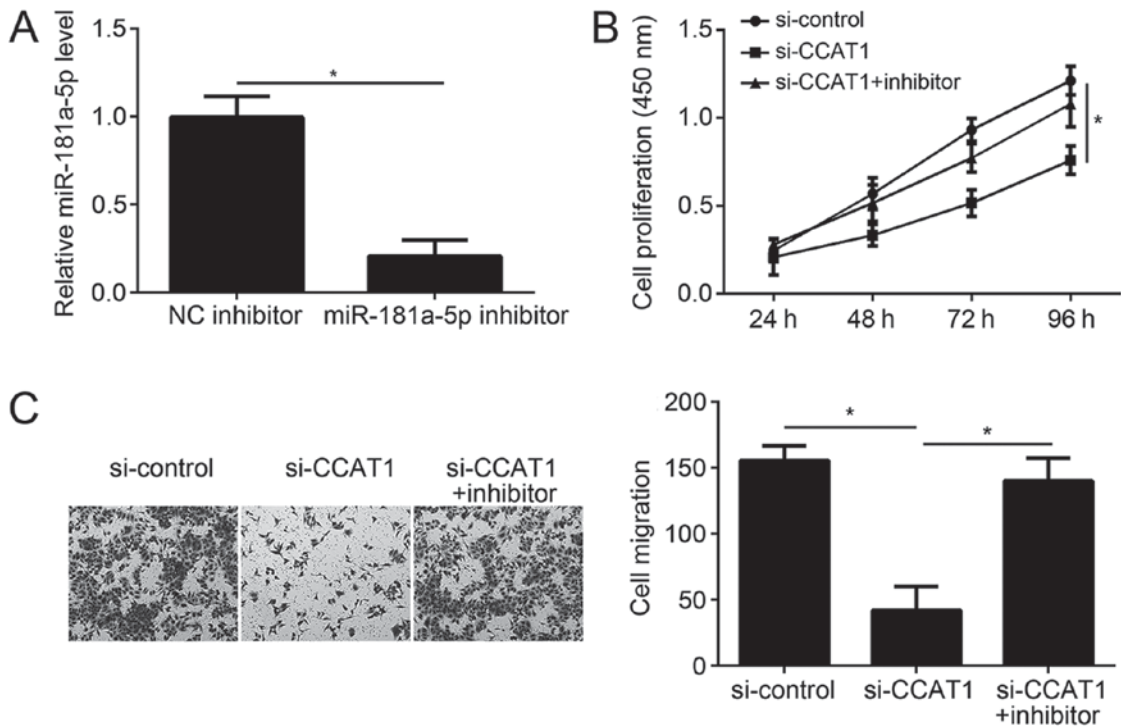 A
Relative miR-181a-5p level
1.5
1.0
0.5
0.0
*
NC inhibitor
miR-181a-5p inhibitor
B
Cell proliferation (450 nm)
1.5
1.0
0.5
0.0
si-control
si-CCAT1
si-CCAT1+inhibitor
*
24 h
48 h
72 h
96 h
C
si-control
si-CCAT1
si-CCAT1
+inhibitor
Cell migration
200
150
100
50
0
*
*
si-control
si-CCAT1
si-CCAT1
+inhibitor